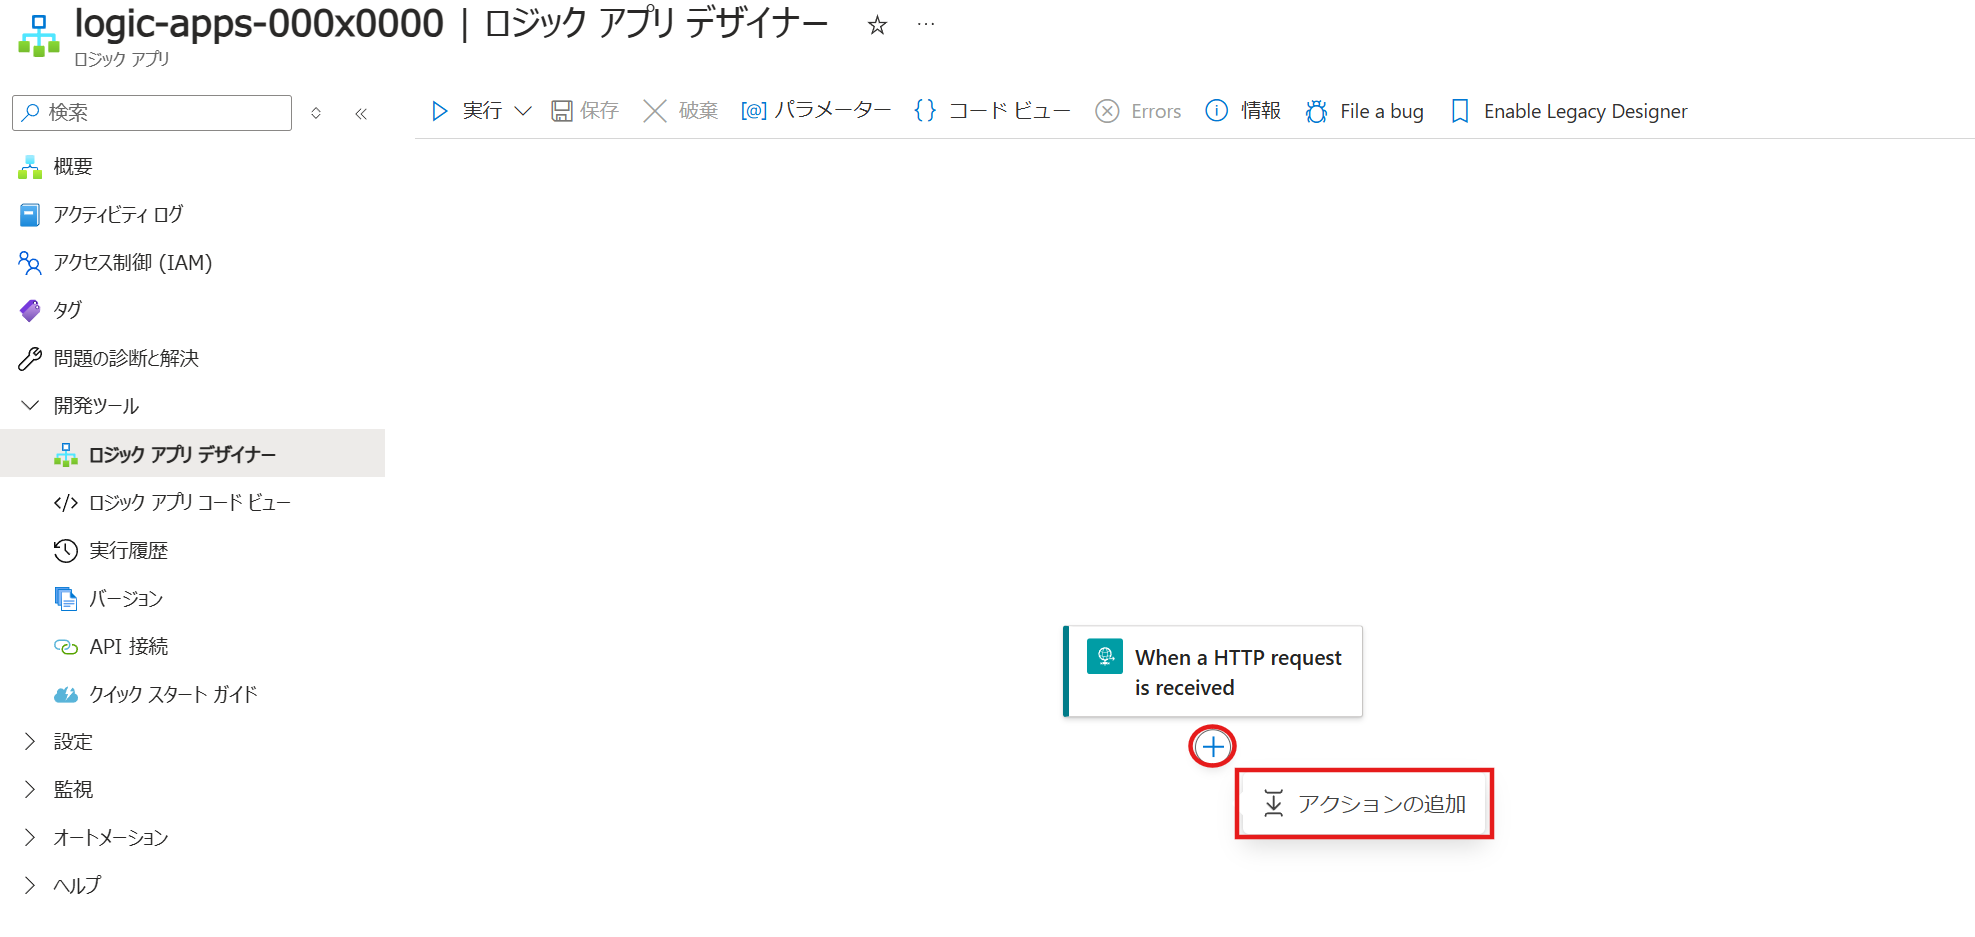 logic-apps-000x0000 | ロジック アプリ デザイナー
ロジック アプリ
検索
実行 保存 破棄 [@] パラメーター {} コード ビュー Errors 情報 File a bug Enable Legacy Designer
概要
アクティビティ ログ
アクセス制御 (IAM)
タグ
問題の診断と解決
開発ツール
ロジック アプリ デザイナー
ロジック アプリ コード ビュー
実行履歴
バージョン
API 接続
クイック スタート ガイド
設定
監視
オートメーション
ヘルプ
When a HTTP request
is received
アクションの追加